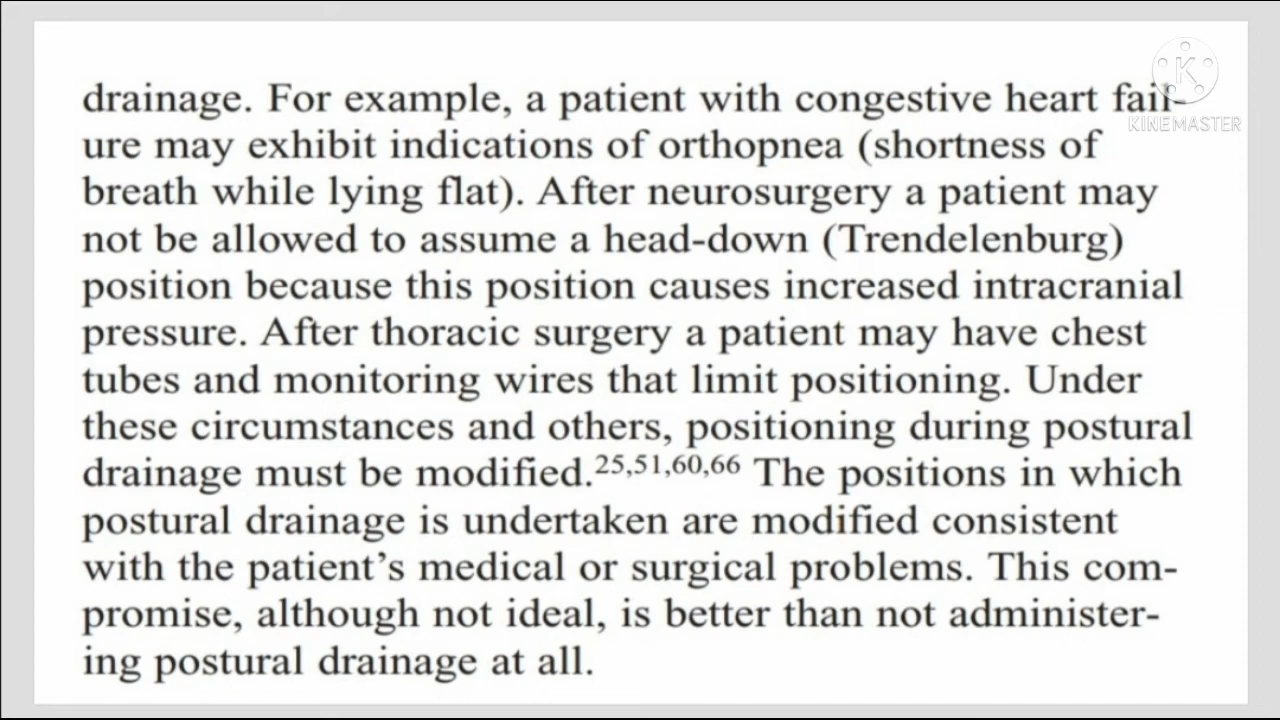 drainage. For example, a patient with congestive heart fail-
ure may exhibit indications of orthopnea (shortness of
breath while lying flat). After neurosurgery a patient may
not be allowed to assume a head-down (Trendelenburg)
position because this position causes increased intracranial
pressure. After thoracic surgery a patient may have chest
tubes and monitoring wires that limit positioning. Under
these circumstances and others, positioning during postural
drainage must be modified.25,51,60,66 The positions in which
postural drainage is undertaken are modified consistent
with the patient’s medical or surgical problems. This com-
promise, although not ideal, is better than not administer-
ing postural drainage at all.
K
KINEMASTER